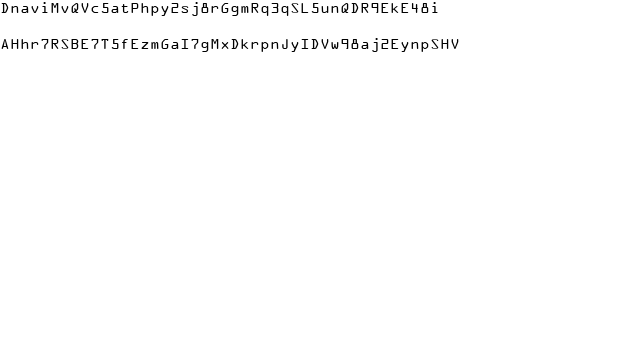 DnaviMvQVc5atPhpy2sj8rGgmRq3qSL5unQDR9EkE48i
AHhr7RSBE7T5fEzmGaI7gMxDkrpnJyIDVw98aj2EynpSHV